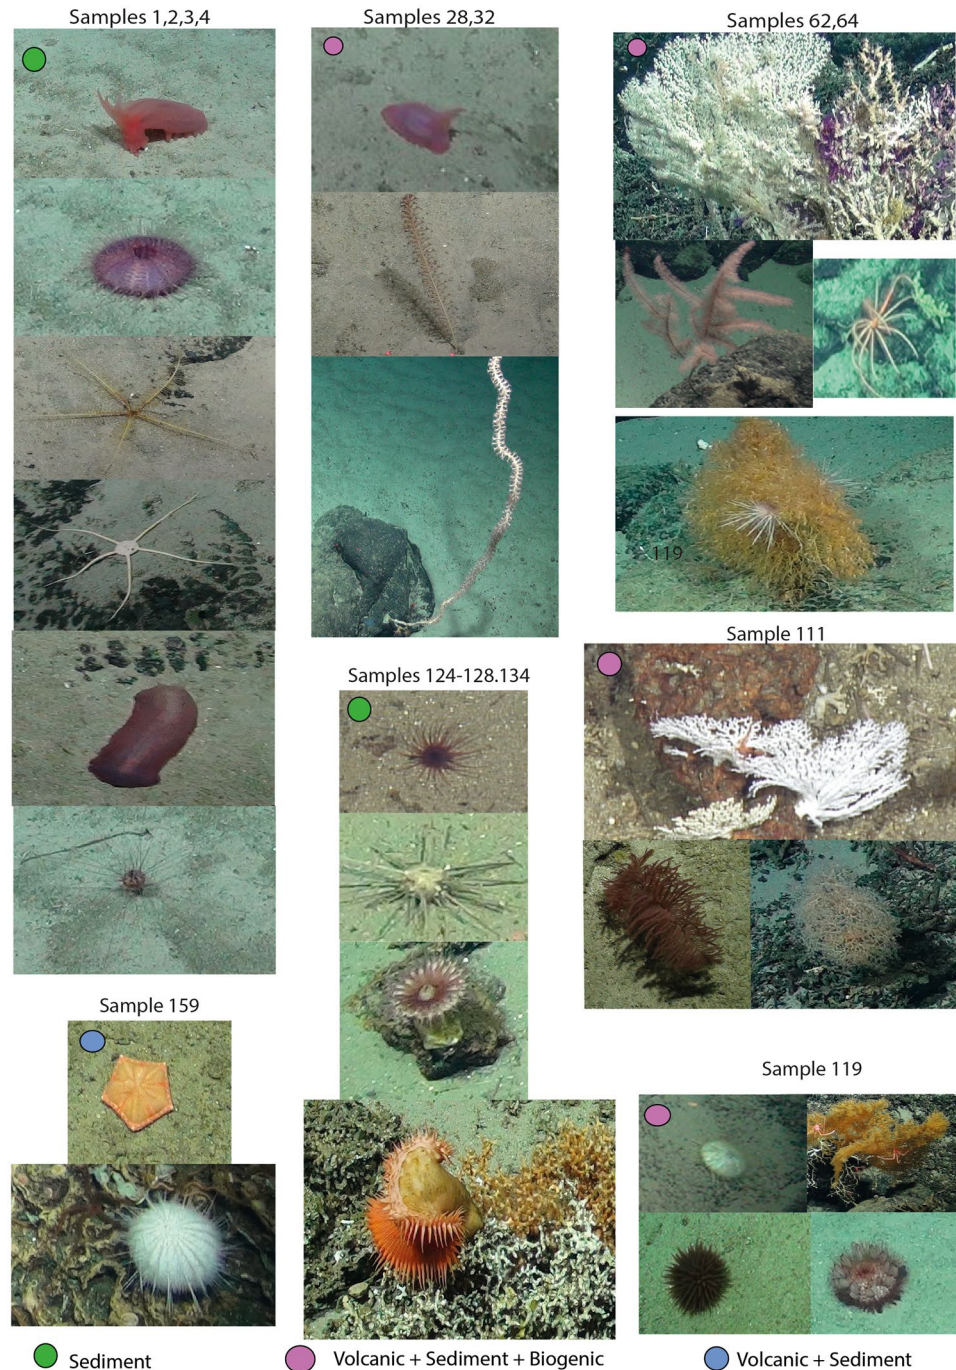 Samples 1,2,3,4
Samples 28,32
Samples 62,64
119
Sample 111
Samples 124-128.134
Sample 159
Sample 119
Sediment
Volcanic + Sediment + Biogenic
Volcanic + Sediment